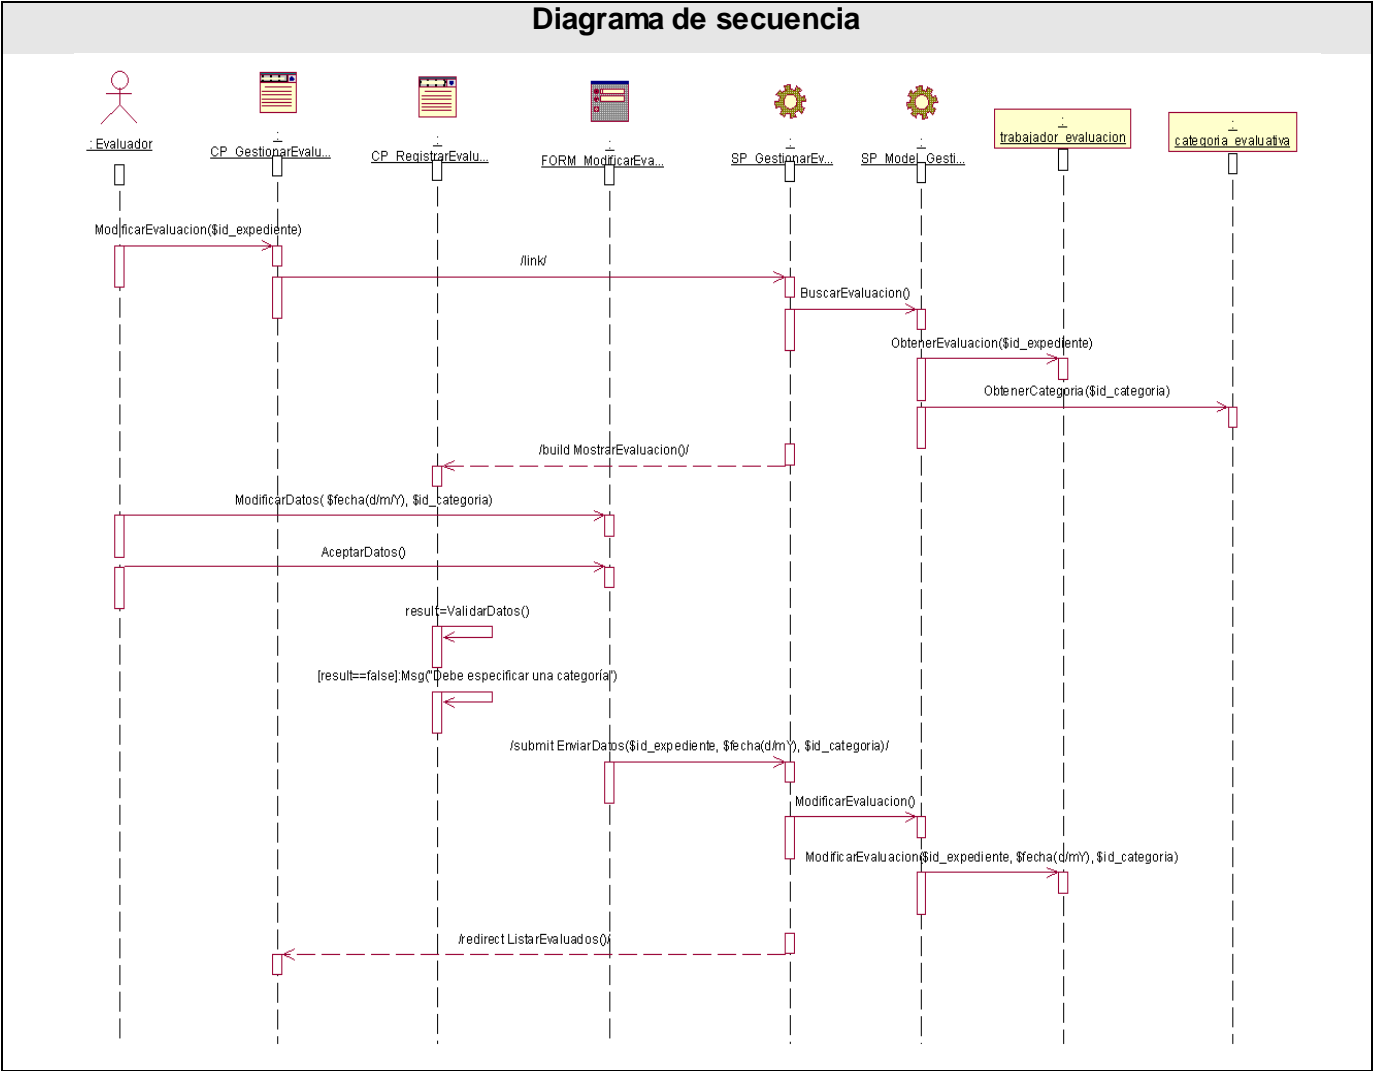 Diagrama de secuencia
: Evaluador
:
CP_GestionarEvalu...
:
CP_RegistrarEvalu...
:
FORM_ModificarEva...
:
SP_GestionarEv...
:
SP_Model_Gesti...
:
trabajador_evaluacion
:
categoria_evaluativa
ModificarEvaluacion($id_expediente)
/link/
BuscarEvaluacion()
ObtenerEvaluacion($id_expediente)
ObtenerCategoria($id_categoria)
/build MostrarEvaluacion()/
ModificarDatos( $fecha(d/m/Y), $id_categoria)
AceptarDatos()
result=ValidarDatos()
[result==false]:Msg("Debe especificar una categoría")
/submit EnviarDatos($id_expediente, $fecha(d/mY), $id_categoria)/
ModificarEvaluacion()
ModificarEvaluacion($id_expediente, $fecha(d/mY), $id_categoria)
/redirect ListarEvaluados()/